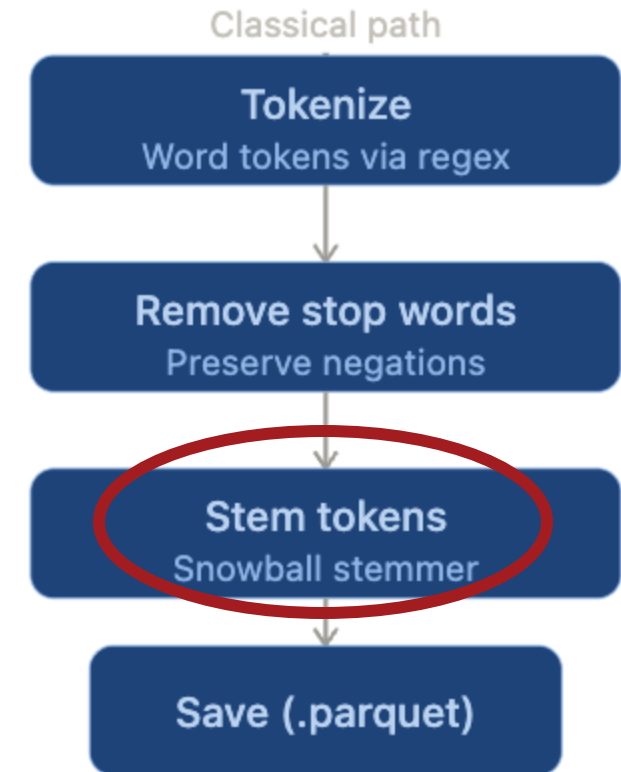 Classical path
Tokenize
Word tokens via regex
Remove stop words
Preserve negations
Stem tokens
Snowball stemmer
Save (.parquet)